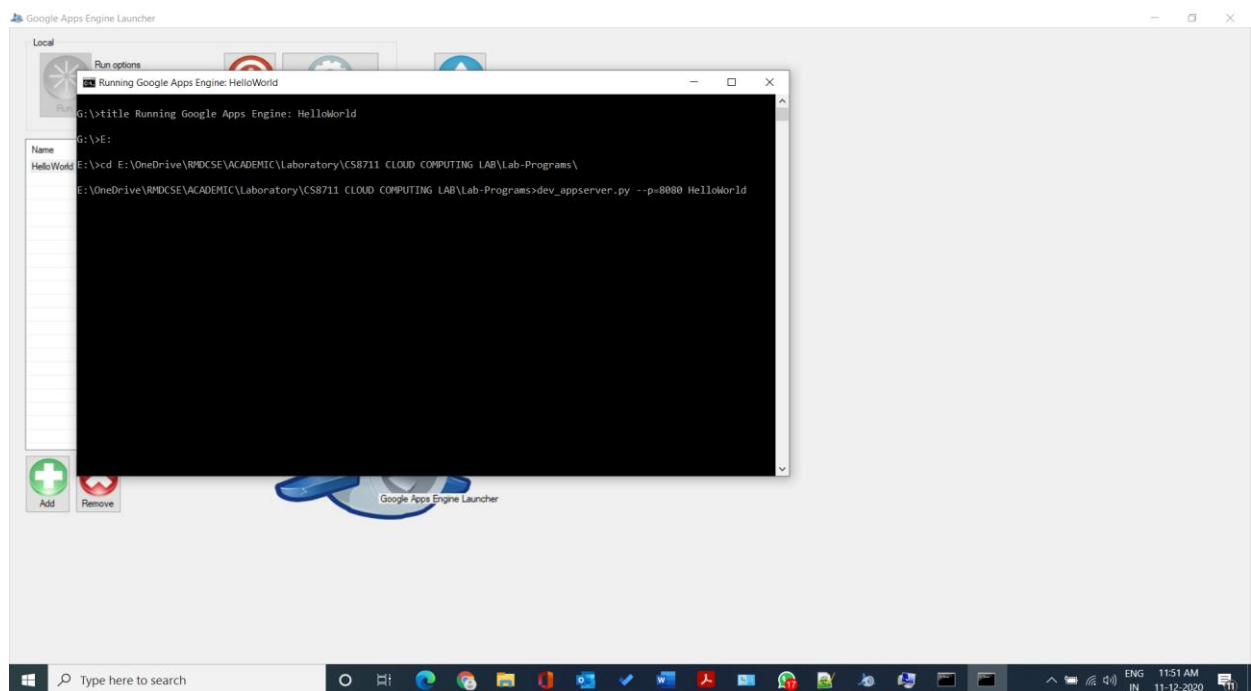 Google Apps Engine Launcher
Local
Run options
Running Google Apps Engine: HelloWorld
G:\>title Running Google Apps Engine: HelloWorld
G:\>E:
E:\>cd E:\OneDrive\RMDCSE\ACADEMIC\Laboratory\CS8711 CLOUD COMPUTING LAB\Lab-Programs\
E:\OneDrive\RMDCSE\ACADEMIC\Laboratory\CS8711 CLOUD COMPUTING LAB\Lab-Programs>dev_appserver.py --p=8080 HelloWorld
Name
HelloWorld
Add
Remove
Google Apps Engine Launcher
Type here to search
17
ENG
IN
11:51 AM
11-12-2020
11